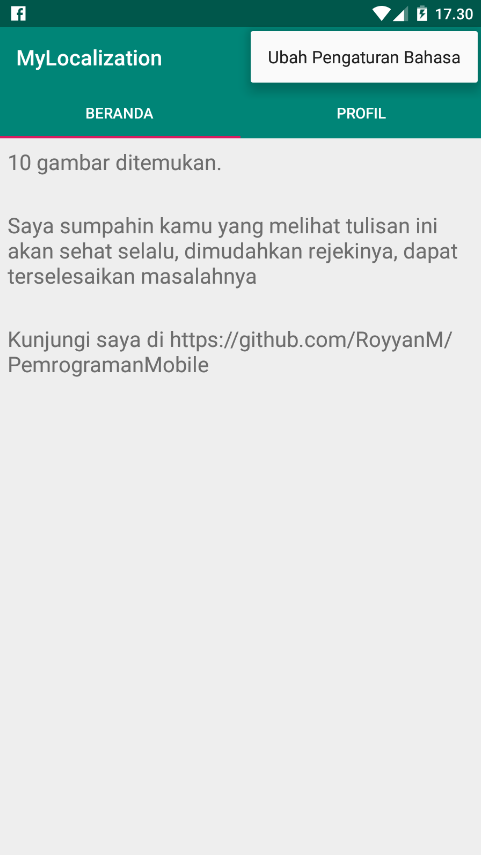 17.30
MyLocalization
Ubah Pengaturan Bahasa
BERANDA
PROFIL
10 gambar ditemukan.
Saya sumpahin kamu yang melihat tulisan ini
akan sehat selalu, dimudahkan rejekinya, dapat
terselesaikan masalahnya
Kunjungi saya di https://github.com/RoyyanM/
PemrogramanMobile